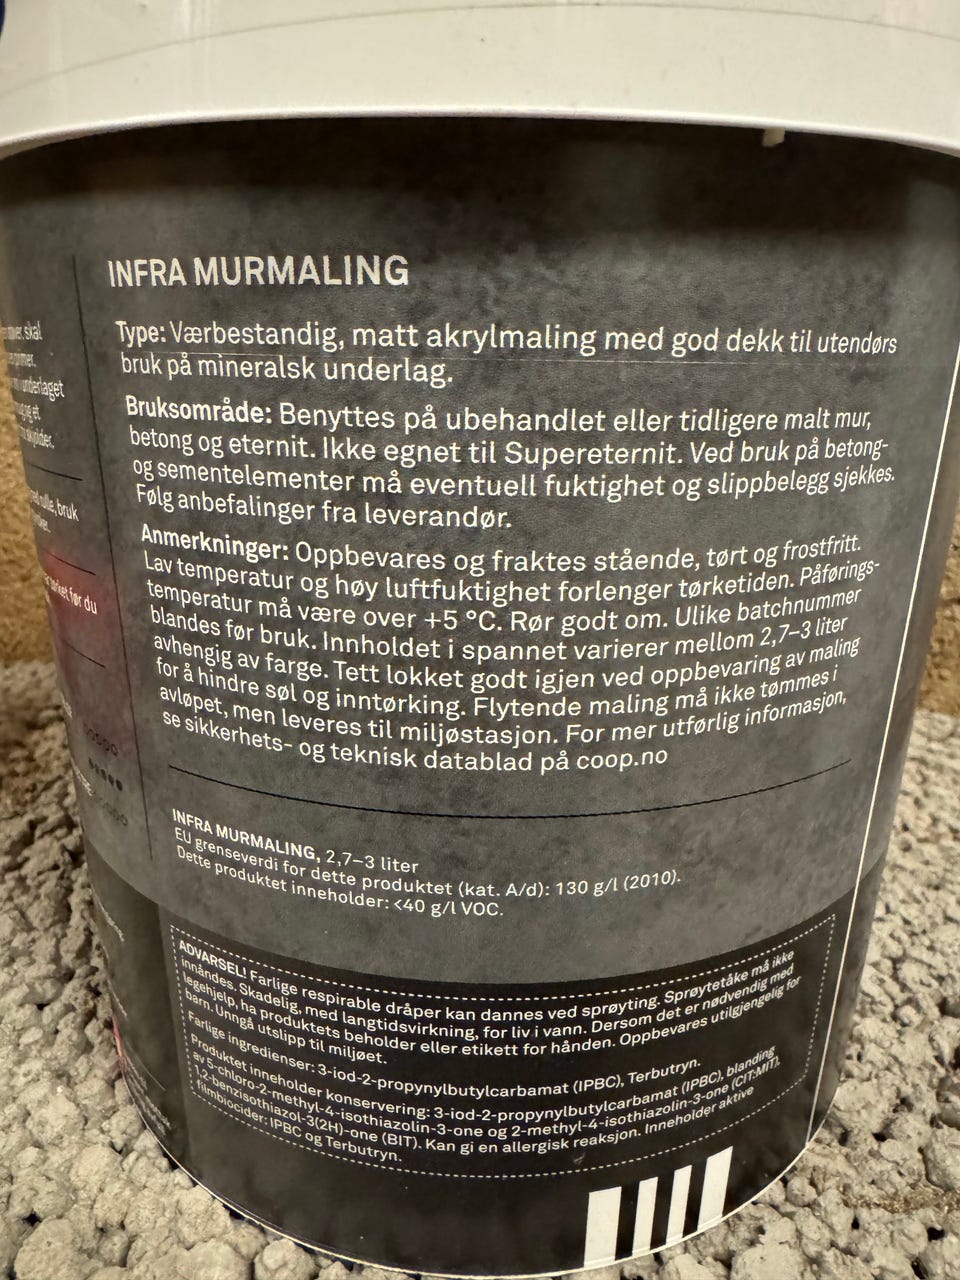 INFRA MURMALING
Type: Værbestandig, matt akrylmaling med god dekk til utendørs
bruk på mineralsk underlag.
Bruksområde: Benyttes på ubehandlet eller tidligere malt mur,
betong og eternit. Ikke egnet til Supereternit. Ved bruk på betong-
og sementelementer må eventuell fuktighet og slippbelegg sjekkes.
Følg anbefalinger fra leverandør.
Anmerkninger: Oppbevares og fraktes stående, tørt og frostfritt.
Lav temperatur og høy luftfuktighet forlenger tørketiden. Påførings-
temperatur må være over +5 °C. Rør godt om. Ulike batchnummer
blandes før bruk. Innholdet i spannet varierer mellom 2,7–3 liter
avhengig av farge. Tett lokket godt igjen ved oppbevaring av maling
for å hindre søl og inntørking. Flytende maling må ikke tømmes i
avløpet, men leveres til miljøstasjon. For mer utførlig informasjon,
se sikkerhets- og teknisk datablad på coop.no
INFRA MURMALING, 2,7–3 liter
EU grenseverdi for dette produktet (kat. A/d): 130 g/l (2010).
Dette produktet inneholder: <40 g/l VOC.
ADVARSEL! Farlige respirable dråper kan dannes ved sprøyting. Sprøytetåke må ikke
innåndes. Skadelig, med langtidsvirkning, for liv i vann. Dersom det er nødvendig med
legehjelp, ha produktets beholder eller etikett for hånden. Oppbevares utilgjengelig for
barn. Unngå utslipp til miljøet.
Farlige ingredienser: 3-iod-2-propynylbutylcarbamat (IPBC), Terbutryn.
Produktet inneholder konservering: 3-iod-2-propynylbutylcarbamat (IPBC), blanding
av 5-chloro-2-methyl-4-isothiazolin-3-one og 2-methyl-4-isothiazolin-3-one (CIT:MIT),
1,2-benzisothiazol-3(2H)-one (BIT). Kan gi en allergisk reaksjon. Inneholder aktive
filmbiocider: IPBC og Terbutryn.
skal
primer.
underlaget
bruk
tørket før du